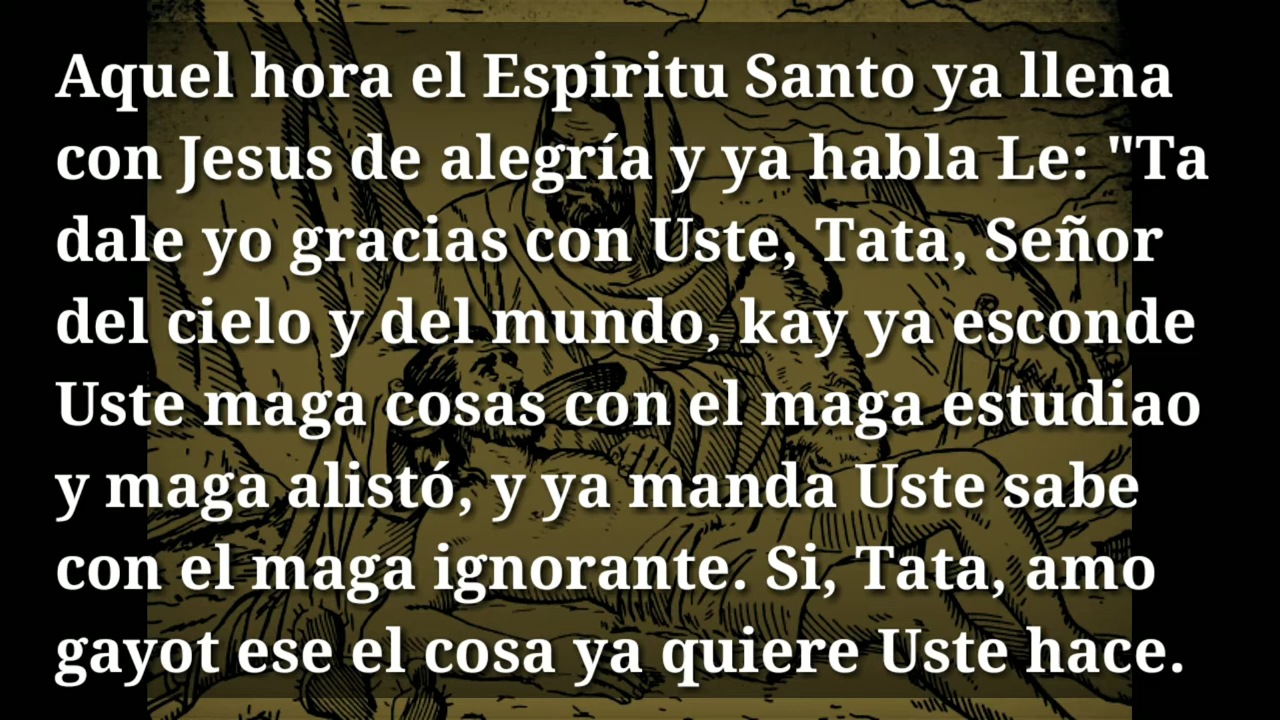 Aquel hora el Espiritu Santo ya llena
con Jesus de alegría y ya habla Le: "Ta
dale yo gracias con Uste, Tata, Señor
del cielo y del mundo, kay ya esconde
Uste maga cosas con el maga estudiao
y maga alistó, y ya manda Uste sabe
con el maga ignorante. Si, Tata, amo
gayot ese el cosa ya quiere Uste hace.